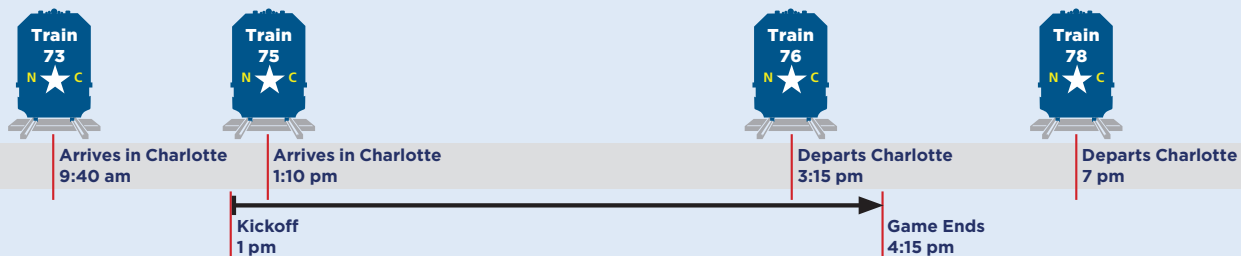 Train
73
N C
Train
75
N C
Train
76
N C
Train
78
N C
Arrives in Charlotte
9:40 am
Arrives in Charlotte
1:10 pm
Departs Charlotte
3:15 pm
Departs Charlotte
7 pm
Kickoff
1 pm
Game Ends
4:15 pm